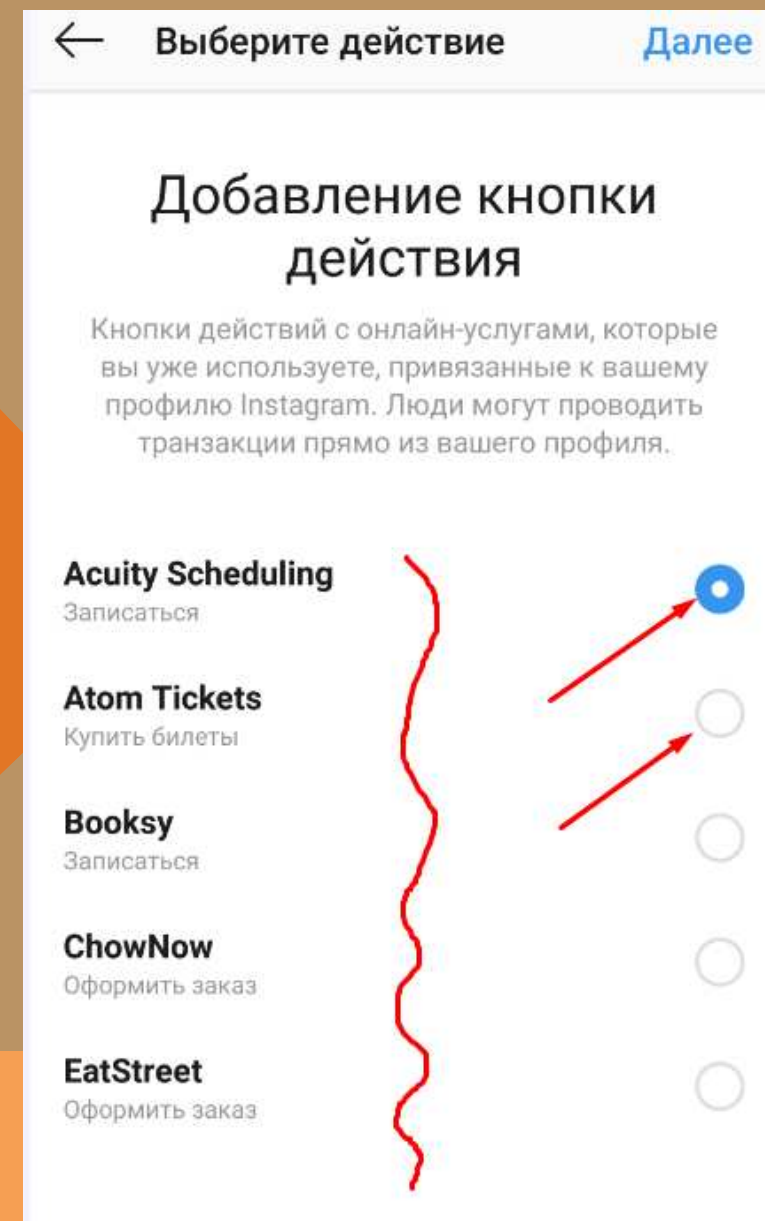 Выберите действие Далее
Добавление кнопки
действия
Кнопки действий с онлайн-услугами, которые
вы уже используете, привязанные к вашему
профилю Instagram. Люди могут проводить
транзакции прямо из вашего профиля.
Acuity Scheduling
Записаться
Atom Tickets
Купить билеты
Booksy
Записаться
ChowNow
Оформить заказ
EatStreet
Оформить заказ